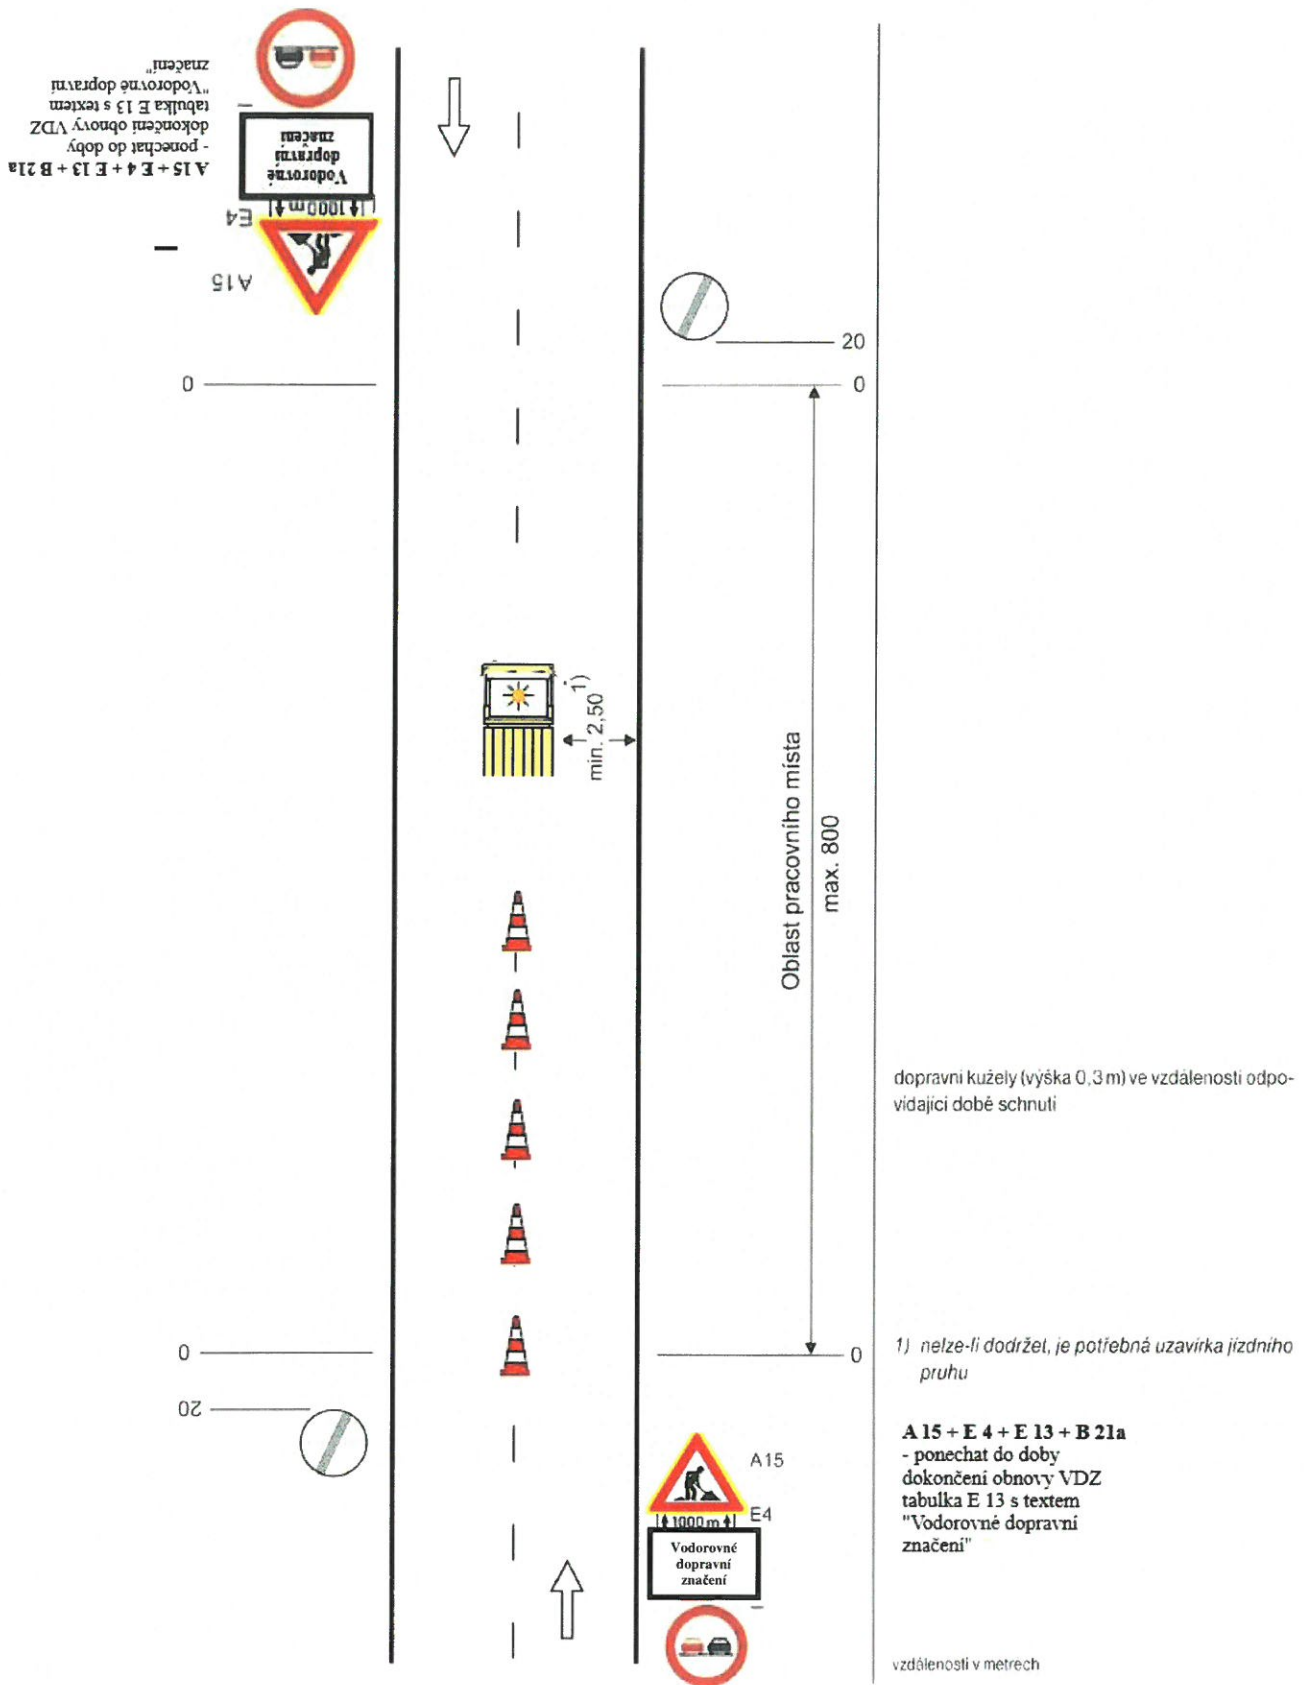 A 15 + E 4 + E 13 + B 21a
- ponechat do doby
dokončení obnovy VDZ
tabulka E 13 s textem
"Vodorovné dopravní
značení"
Vodorovné
dopravní
značení
1000 m
E4
A15
20
0
0
min. 2,50 1)
Oblast pracovního místa
max. 800
dopravní kužely (výška 0,3 m) ve vzdálenosti odpo-
vídající době schnutí
0
0
20
1) nelze-li dodržet, je potřebná uzavírka jízdního
pruhu
A 15 + E 4 + E 13 + B 21a
- ponechat do doby
dokončení obnovy VDZ
tabulka E 13 s textem
"Vodorovné dopravní
značení"
A15
E4
1000 m
Vodorovné
dopravní
značení
vzdálenosti v metrech